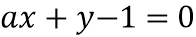 ax + y−1 = 0